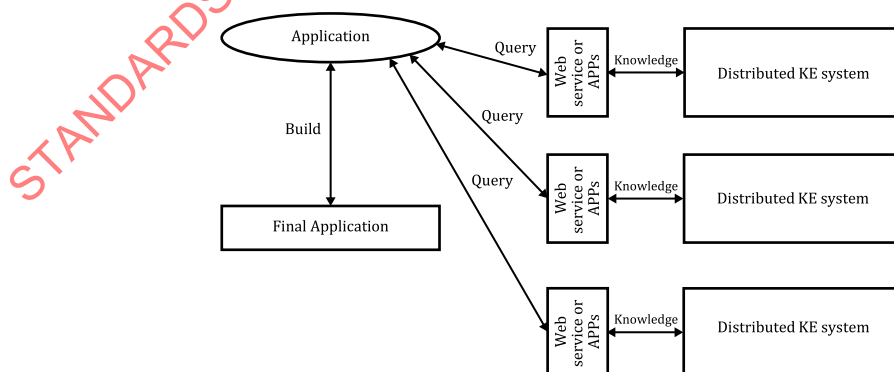 STANDARDS
Application
Query
Web
service or
APPs
Knowledge
Distributed KE system
Build
Query
Web
service or
APPs
Knowledge
Distributed KE system
Query
Final Application
Web
service or
APPs
Knowledge
Distributed KE system